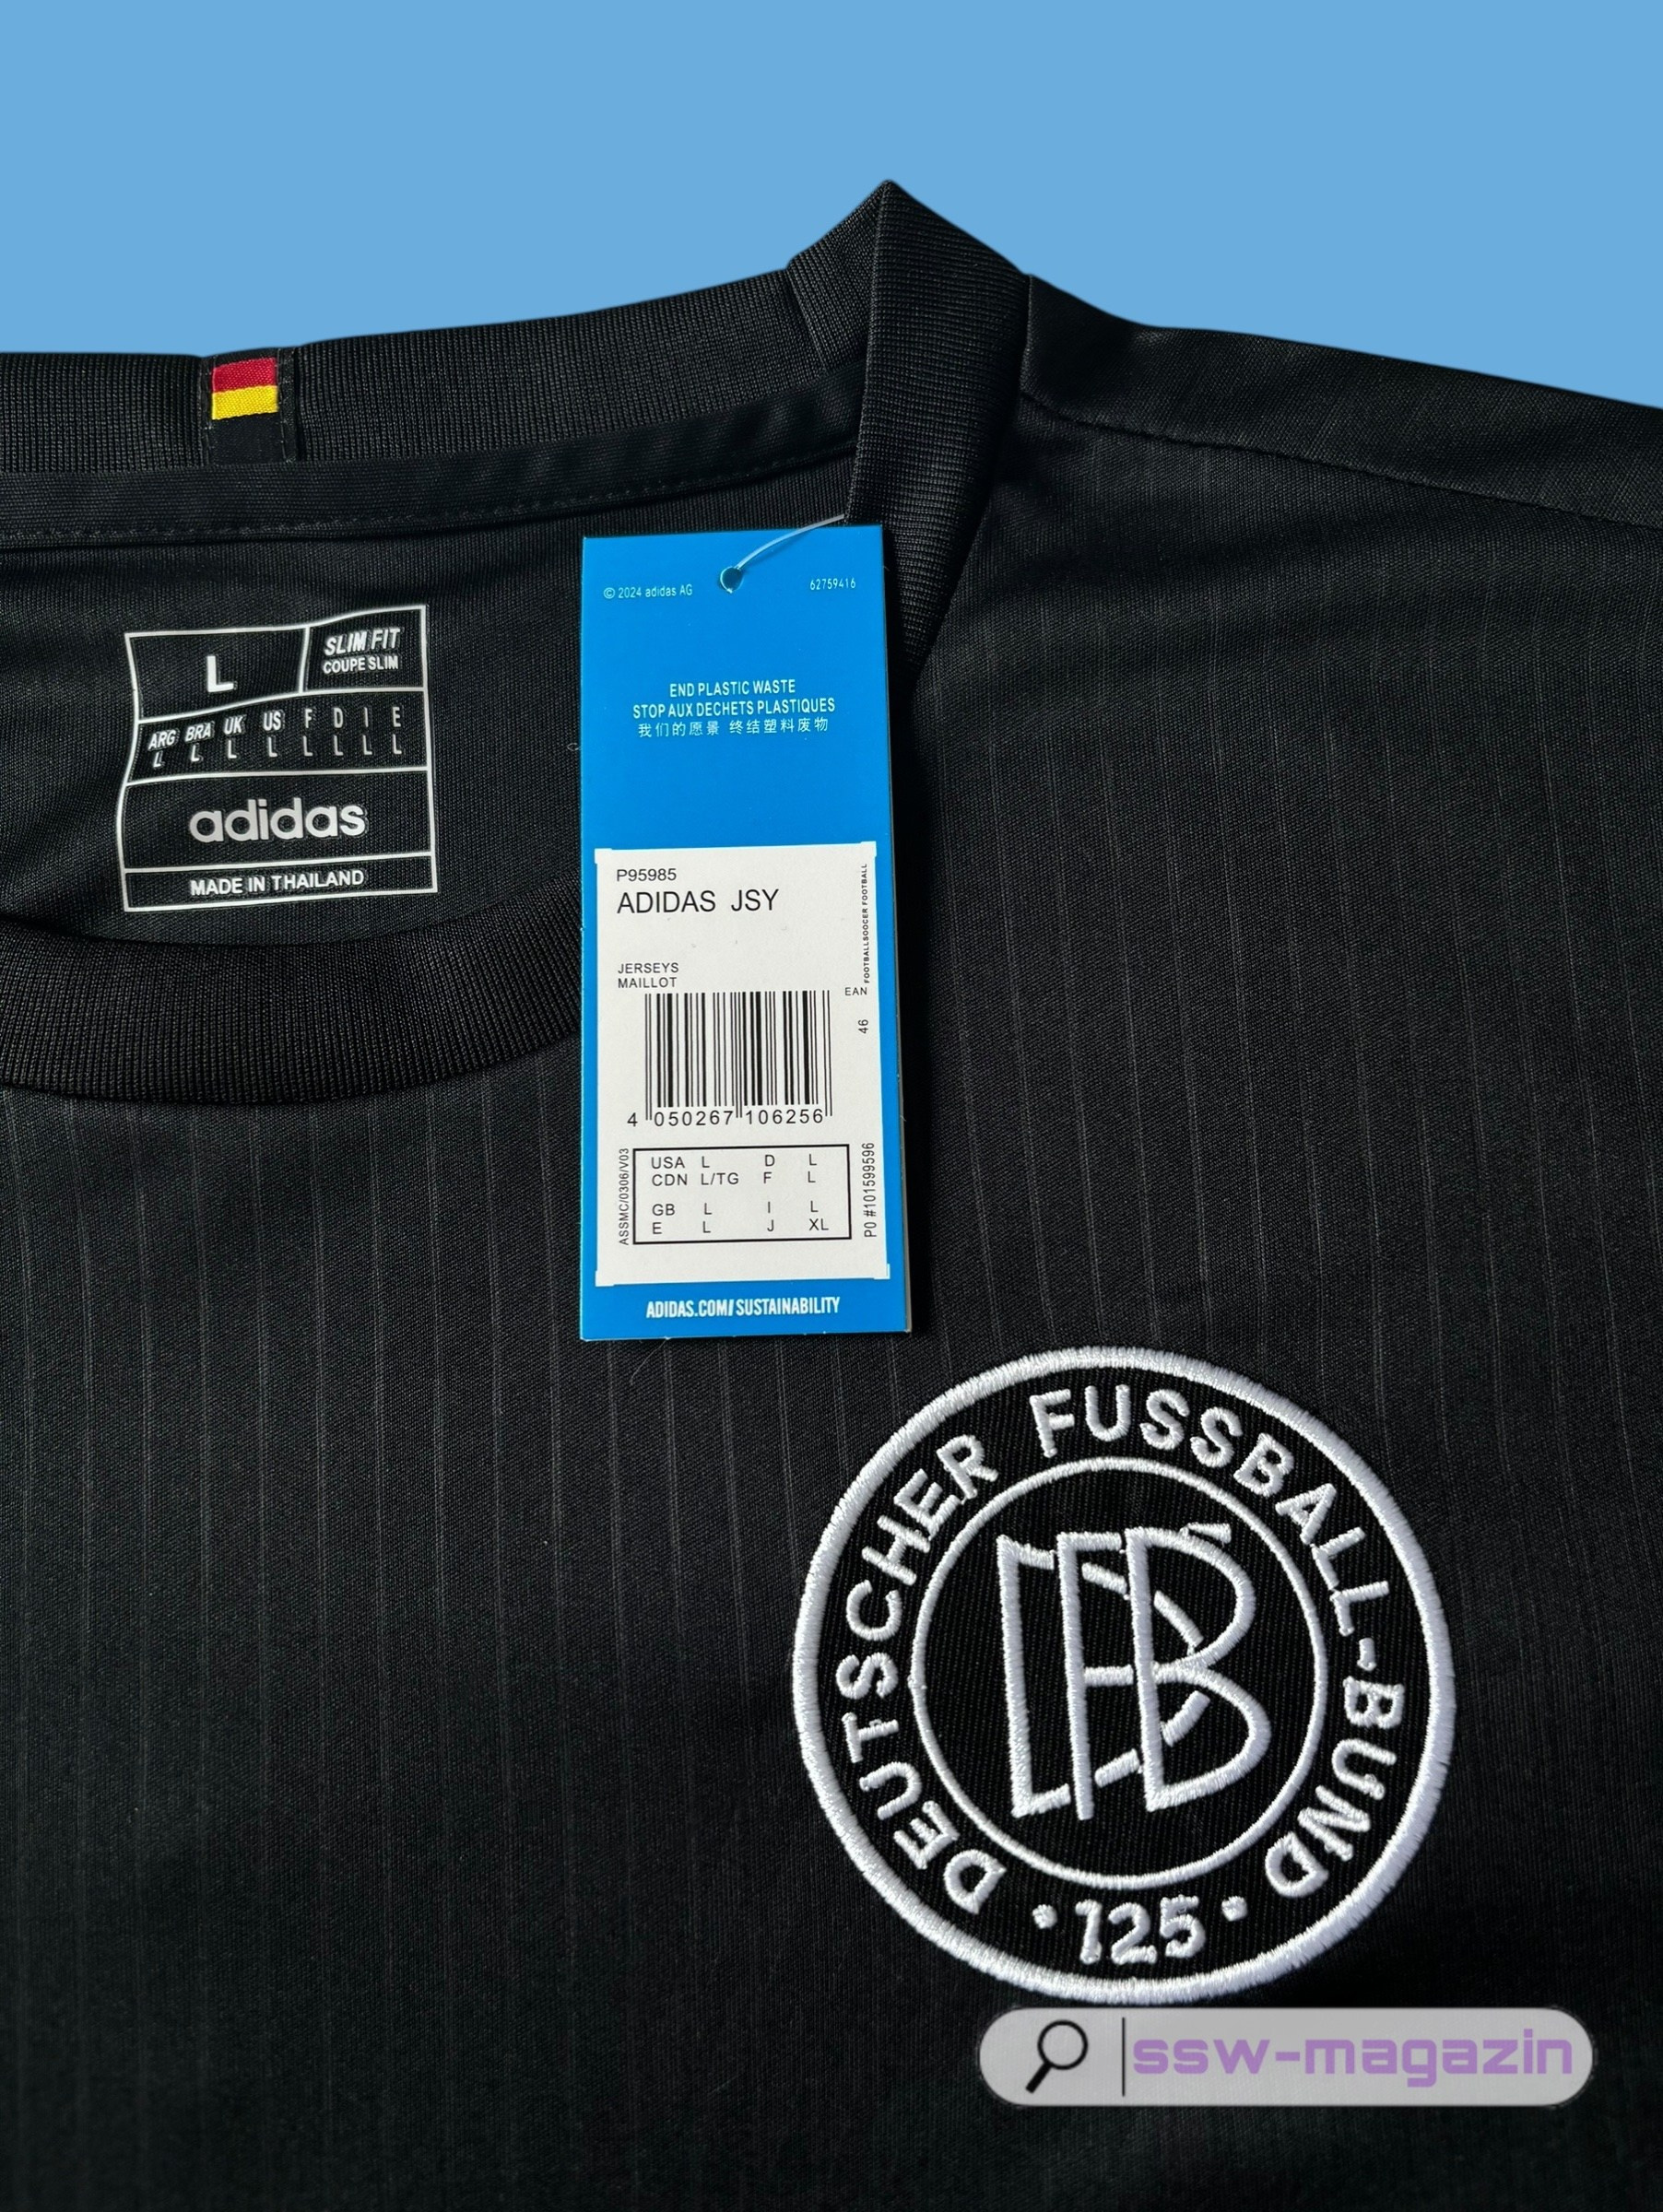 © 2024 adidas AG
62759416
END PLASTIC WASTE
STOP AUX DECHETS PLASTIQUES
我们的愿景 终结塑料废物
L
SLIM FIT
COUPE SLIM
ARG BRA UK US F D I E
L L L L L L L L
adidas
MADE IN THAILAND
P95985
ADIDAS JSY
JERSEYS
MAILLOT
FOOTBALLSOOCER FOOTBALL
EAN
46
4 050267 106256
ASSMC/0306/V03
USA L D L
CDN L/TG F L
GB L I L
E L J XL
PO #101599596
ADIDAS.COM/SUSTAINABILITY
DEUTSCHER FUSSBALL-BUND
DFB
• 125 •
ssw-magazin